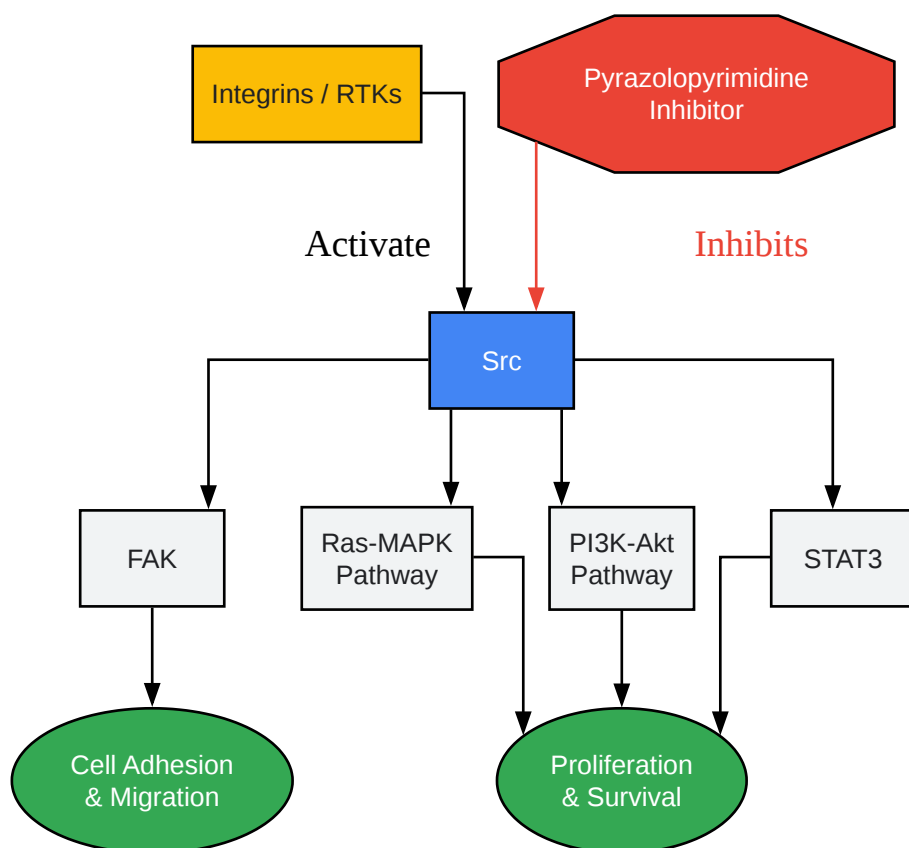 Integrins / RTKs
Pyrazolopyrimidine
Inhibitor
Activate
Inhibits
Src
FAK
Ras-MAPK
Pathway
PI3K-Akt
Pathway
STAT3
Cell Adhesion
& Migration
Proliferation
& Survival